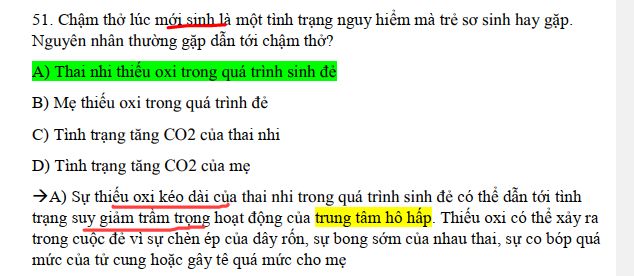 51. Chậm thở lúc mới sinh là một tình trạng nguy hiểm mà trẻ sơ sinh hay gặp.
Nguyên nhân thường gặp dẫn tới chậm thở?
A) Thai nhi thiếu oxi trong quá trình sinh đẻ
B) Mẹ thiếu oxi trong quá trình đẻ
C) Tình trạng tăng CO2 của thai nhi
D) Tình trạng tăng CO2 của mẹ
→A) Sự thiếu oxi kéo dài của thai nhi trong quá trình sinh đẻ có thể dẫn tới tình
trạng suy giảm trầm trọng hoạt động của trung tâm hô hấp. Thiếu oxi có thể xảy ra
trong cuộc đẻ vì sự chèn ép của dây rốn, sự bong sớm của nhau thai, sự co bóp quá
mức của tử cung hoặc gây tê quá mức cho mẹ